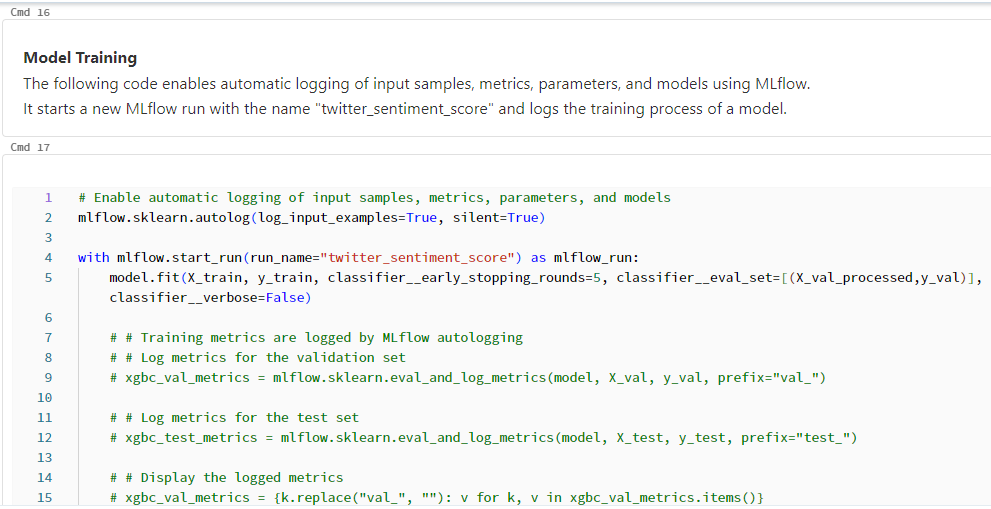 Cmd 16
Model Training
The following code enables automatic logging of input samples, metrics, parameters, and models using MLflow.
It starts a new MLflow run with the name "twitter_sentiment_score" and logs the training process of a model.
Cmd 17
1 # Enable automatic logging of input samples, metrics, parameters, and models
2 mlflow.sklearn.autolog(log_input_examples=True, silent=True)
3
4 with mlflow.start_run(run_name="twitter_sentiment_score") as mlflow_run:
5 model.fit(X_train, y_train, classifier__early_stopping_rounds=5, classifier__eval_set=[(X_val_processed,y_val)],
classifier__verbose=False)
6
7 # # Training metrics are logged by MLflow autologging
8 # # Log metrics for the validation set
9 # xgbc_val_metrics = mlflow.sklearn.eval_and_log_metrics(model, X_val, y_val, prefix="val_")
10
11 # # Log metrics for the test set
12 # xgbc_test_metrics = mlflow.sklearn.eval_and_log_metrics(model, X_test, y_test, prefix="test_")
13
14 # # Display the logged metrics
15 # xgbc_val_metrics = {k.replace("val_", ""): v for k, v in xgbc_val_metrics.items()}